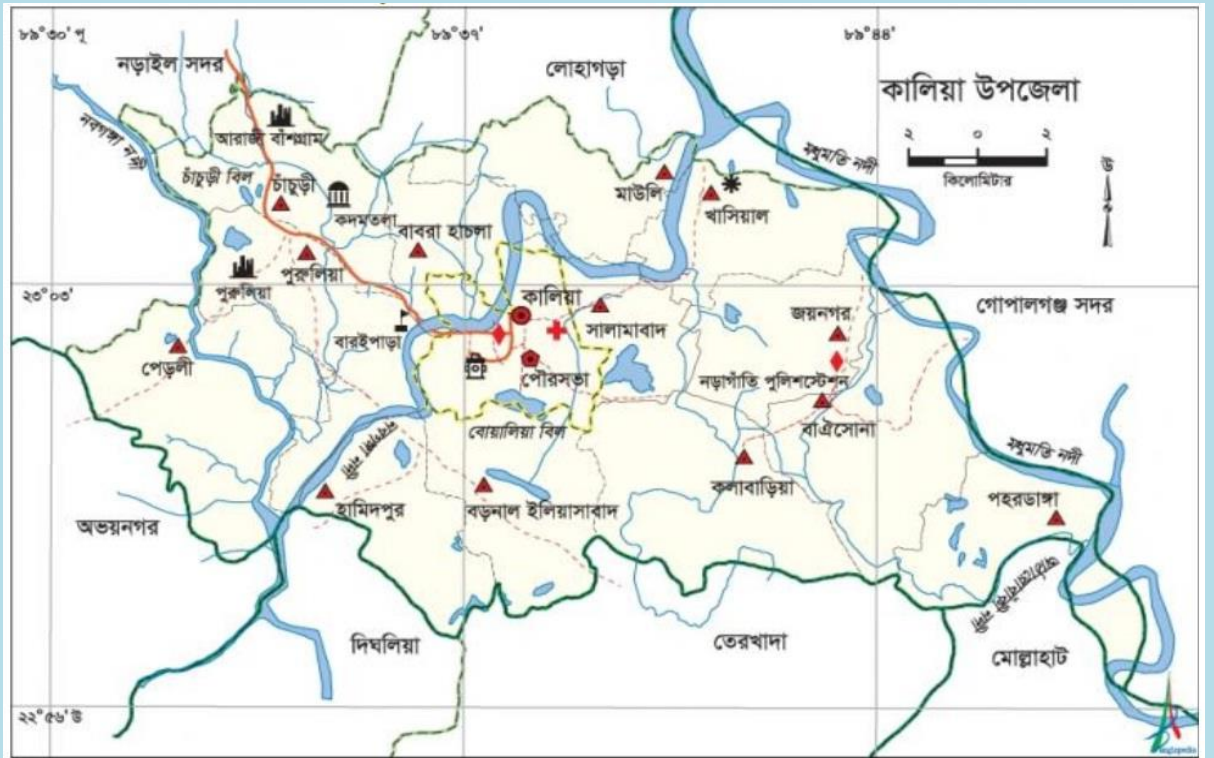 ৮৯°৩০' পূ
৮৯°৩৭'
৮৯°৪৪'
নড়াইল সদর
লোহাগড়া
কালিয়া উপজেলা
২ ০ ২
কিলোমিটার
উ
আরাজী বাঁশগ্রাম
নবগঙ্গা নদী
মধুমতি নদী
চাঁচুড়ী বিল
চাঁচুড়ী
মাউলি
খাসিয়াল
কদমতলা
বাবরা হাচলা
পুরুলিয়া
পুরুলিয়া
২৩°০৩'
কালিয়া
গোপালগঞ্জ সদর
বারইপাড়া
সালামাবাদ
জয়নগর
পেড়লী
পৌরসভা
নড়াগাঁতি পুলিশস্টেশন
বোয়ালিয়া বিল
বাঐসোনা
নবগঙ্গা নদী
মধুমতি নদী
কলাবাড়িয়া
হামিদপুর
বড়নাল ইলিয়াসাবাদ
পহরডাঙ্গা
অভয়নগর
দিঘলিয়া
তেরখাদা
মোল্লাহাট
২২°৫৬' উ